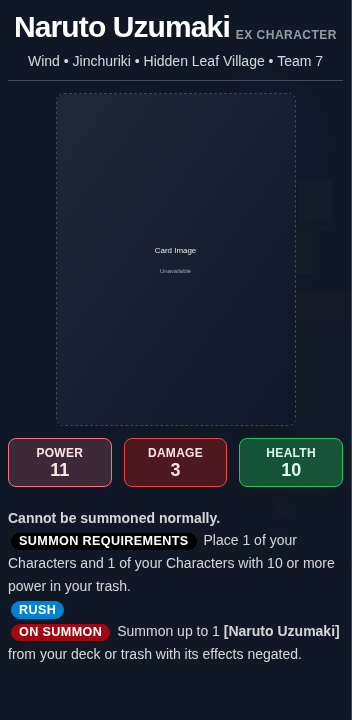 Naruto Uzumaki EX CHARACTER
Wind • Jinchuriki • Hidden Leaf Village • Team 7
Card Image
Unavailable
POWER DAMAGE HEALTH
11 3 10
Cannot be summoned normally.
SUMMON REQUIREMENTS Place 1 of your
Characters and 1 of your Characters with 10 or more
power in your trash.
RUSH
ON SUMMON Summon up to 1 [Naruto Uzumaki]
from your deck or trash with its effects negated.